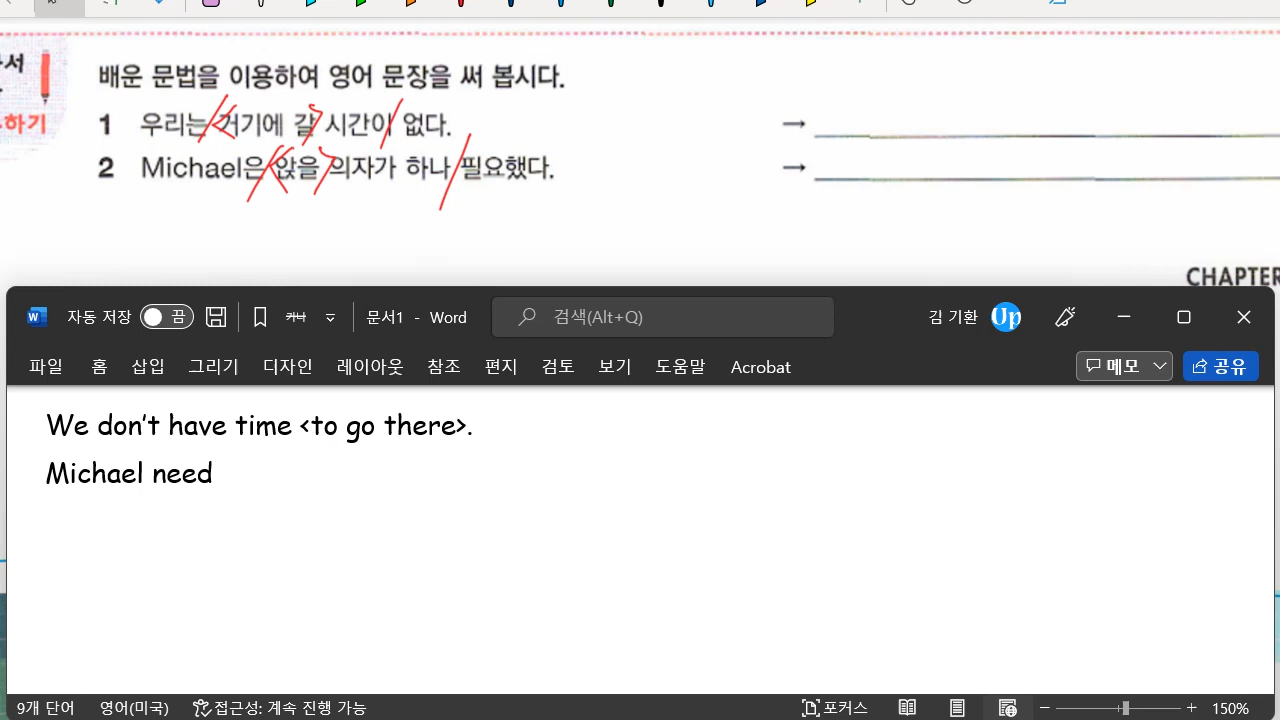 서
배운 문법을 이용하여 영어 문장을 써 봅시다.
하기
1 우리는 거기에 갈 시간이 없다. →
2 Michael은 앉을 의자가 하나 필요했다. →
CHAPTER
자동 저장 끔 가나 문서1 - Word 검색(Alt+Q) 김 기환 Up
파일 홈 삽입 그리기 디자인 레이아웃 참조 편지 검토 보기 도움말 Acrobat 메모 공유
We don't have time <to go there>.
Michael need
9개 단어 영어(미국) 접근성: 계속 진행 가능 포커스 150%